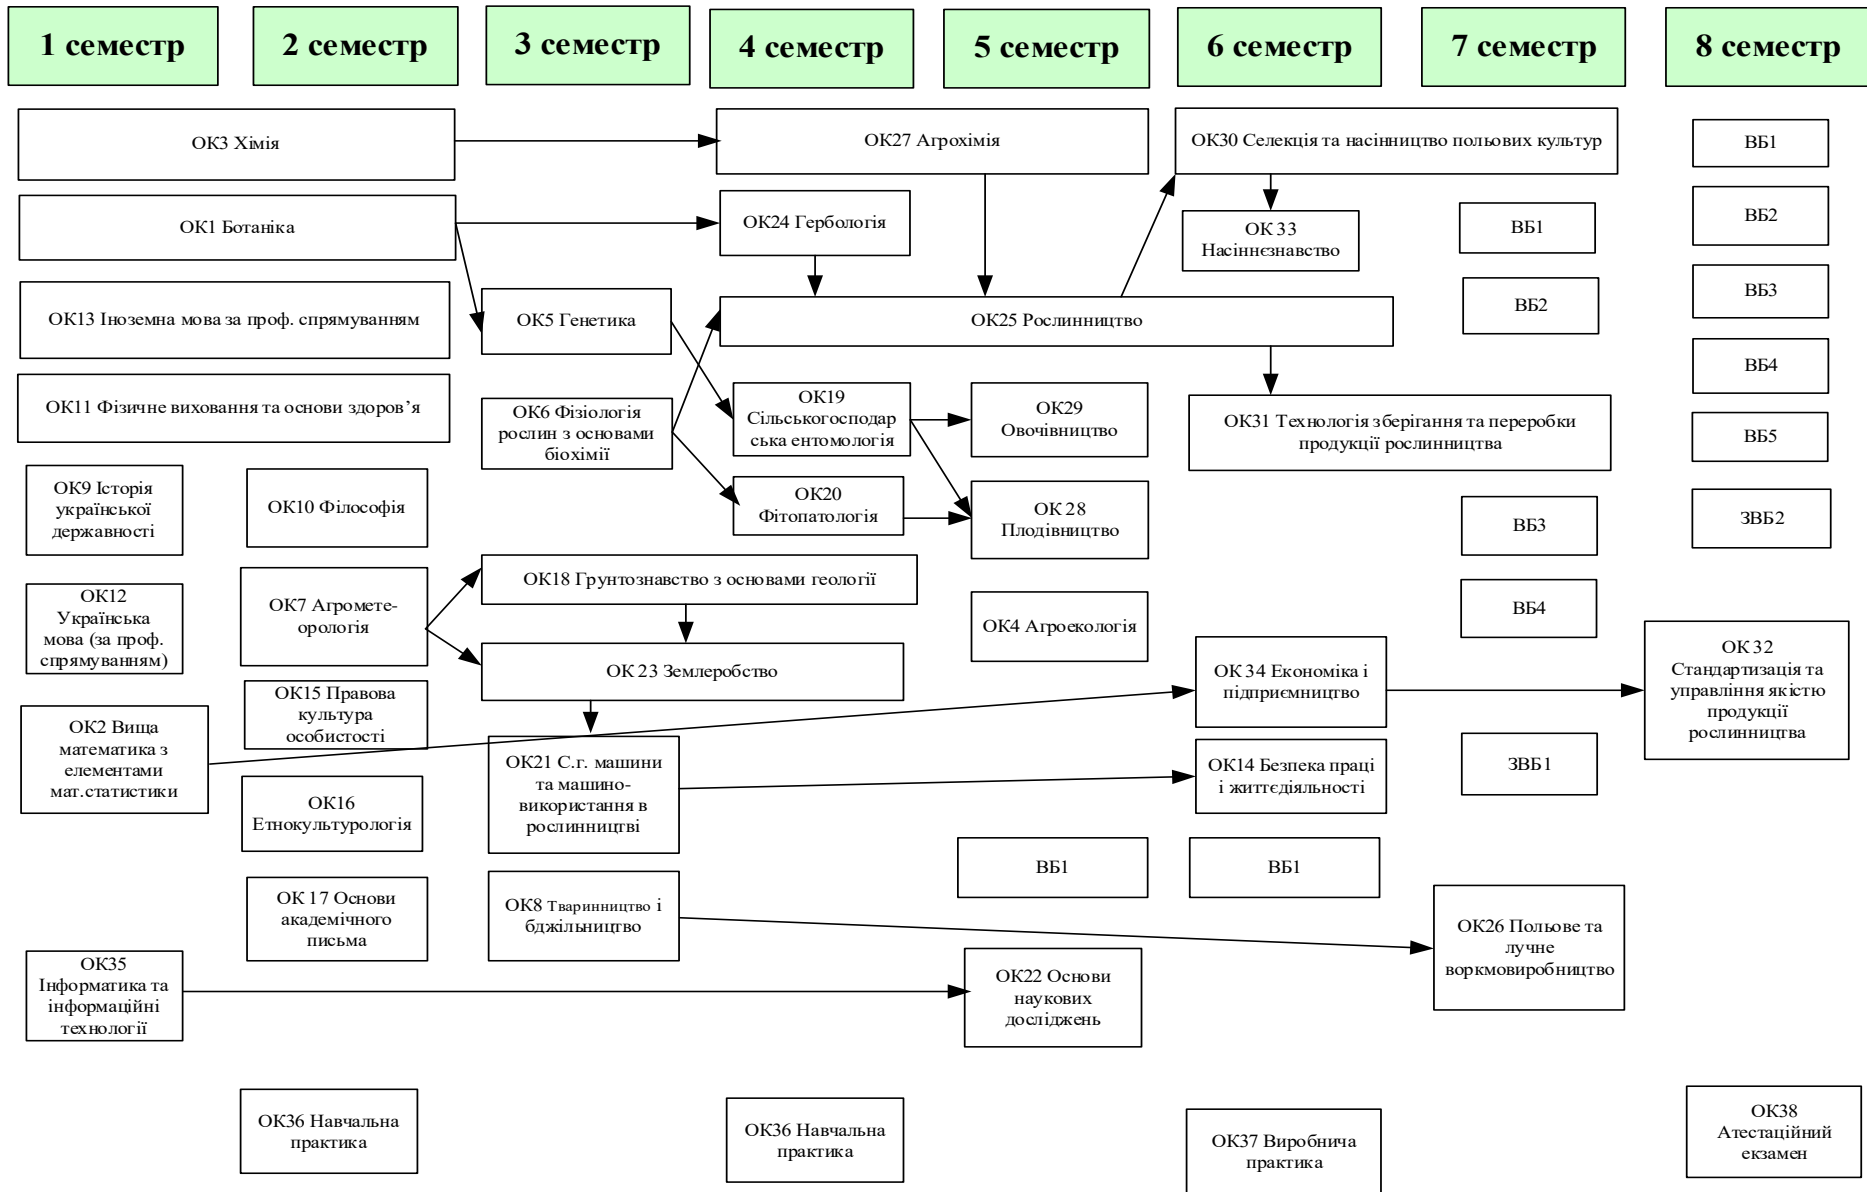 1 семестр
2 семестр
3 семестр
4 семестр
5 семестр
6 семестр
7 семестр
8 семестр
ОК3 Хімія
ОК27 Агрохімія
ОК30 Селекція та насінництво польових культур
ВБ1
ОК1 Ботаніка
ОК24 Гербологія
ОК 33
Насіннєзнавство
ВБ1
ВБ2
ОК13 Іноземна мова за проф. спрямуванням
ОК5 Генетика
ОК25 Рослинництво
ВБ2
ВБ3
ВБ4
ОК11 Фізичне виховання та основи здоров’я
ОК6 Фізіологія
рослин з основами
біохімії
ОК19
Сільськогосподар
ська ентомологія
ОК29
Овочівництво
ОК31 Технологія зберігання та переробки
продукції рослинництва
ВБ5
ОК9 Історія
української
державності
ОК10 Філософія
ОК20
Фітопатологія
ОК 28
Плодівництво
ВБ3
ЗВБ2
ОК12
Українська
мова (за проф.
спрямуванням)
ОК7 Агромете-
орологія
ОК18 Грунтознавство з основами геології
ОК4 Агроекологія
ВБ4
ОК 23 Землеробство
ОК 34 Економіка і
підприємництво
ОК 32
Стандартизація та
управління якістю
продукції
рослинництва
ОК15 Правова
культура
особистості
ОК2 Вища
математика з
елементами
мат.статистики
ОК21 С.г. машини
та машино-
використання в
рослинництві
ОК14 Безпека праці
і життєдіяльності
ЗВБ1
ОК16
Етнокультурологія
ВБ1
ВБ1
ОК 17 Основи
академічного
письма
ОК8 Тваринництво і
бджільництво
ОК26 Польове та
лучне
воркмовиробництво
ОК35
Інформатика та
інформаційні
технології
ОК22 Основи
наукових
досліджень
ОК36 Навчальна
практика
ОК36 Навчальна
практика
ОК37 Виробнича
практика
ОК38
Атестаційний
екзамен